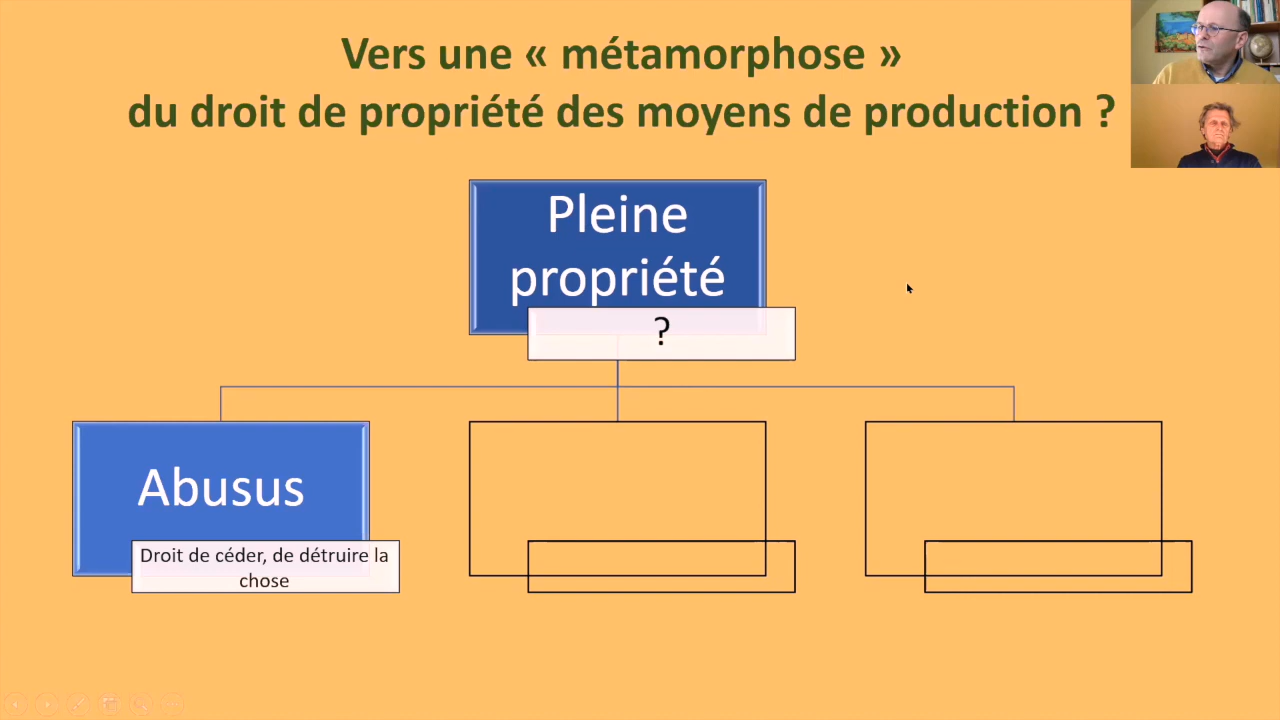 Vers une « métamorphose »
du droit de propriété des moyens de production ?
Pleine
propriété
?
Abusus
Droit de céder, de détruire la
chose